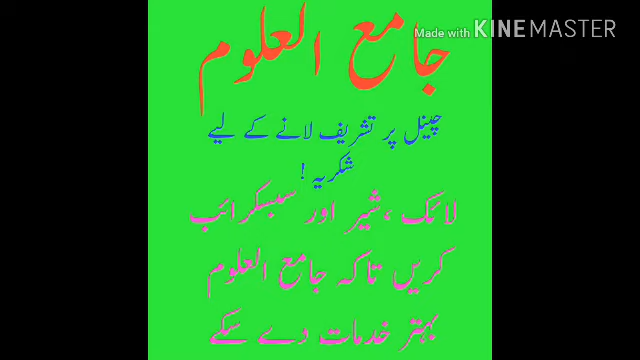 Made with KINEMASTER
جامع العلوم
چینل پر تشریف لانے کے لیے
شکریہ!
لائک ،شیر اور سبسکرائب
کریں تاکہ جامع العلوم
بہتر خدمات دے سکے